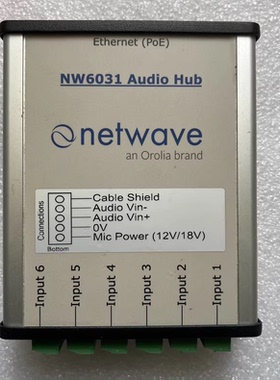 Ethernet (PoE)
NW6031 Audio Hub
netwave
an Orolia brand
Connections
Cable Shield
Audio Vin-
Audio Vin+
0V
Mic Power (12V/18V)
Bottom
Input 6
Input 5
Input 4
Input 3
Input 2
Input 1